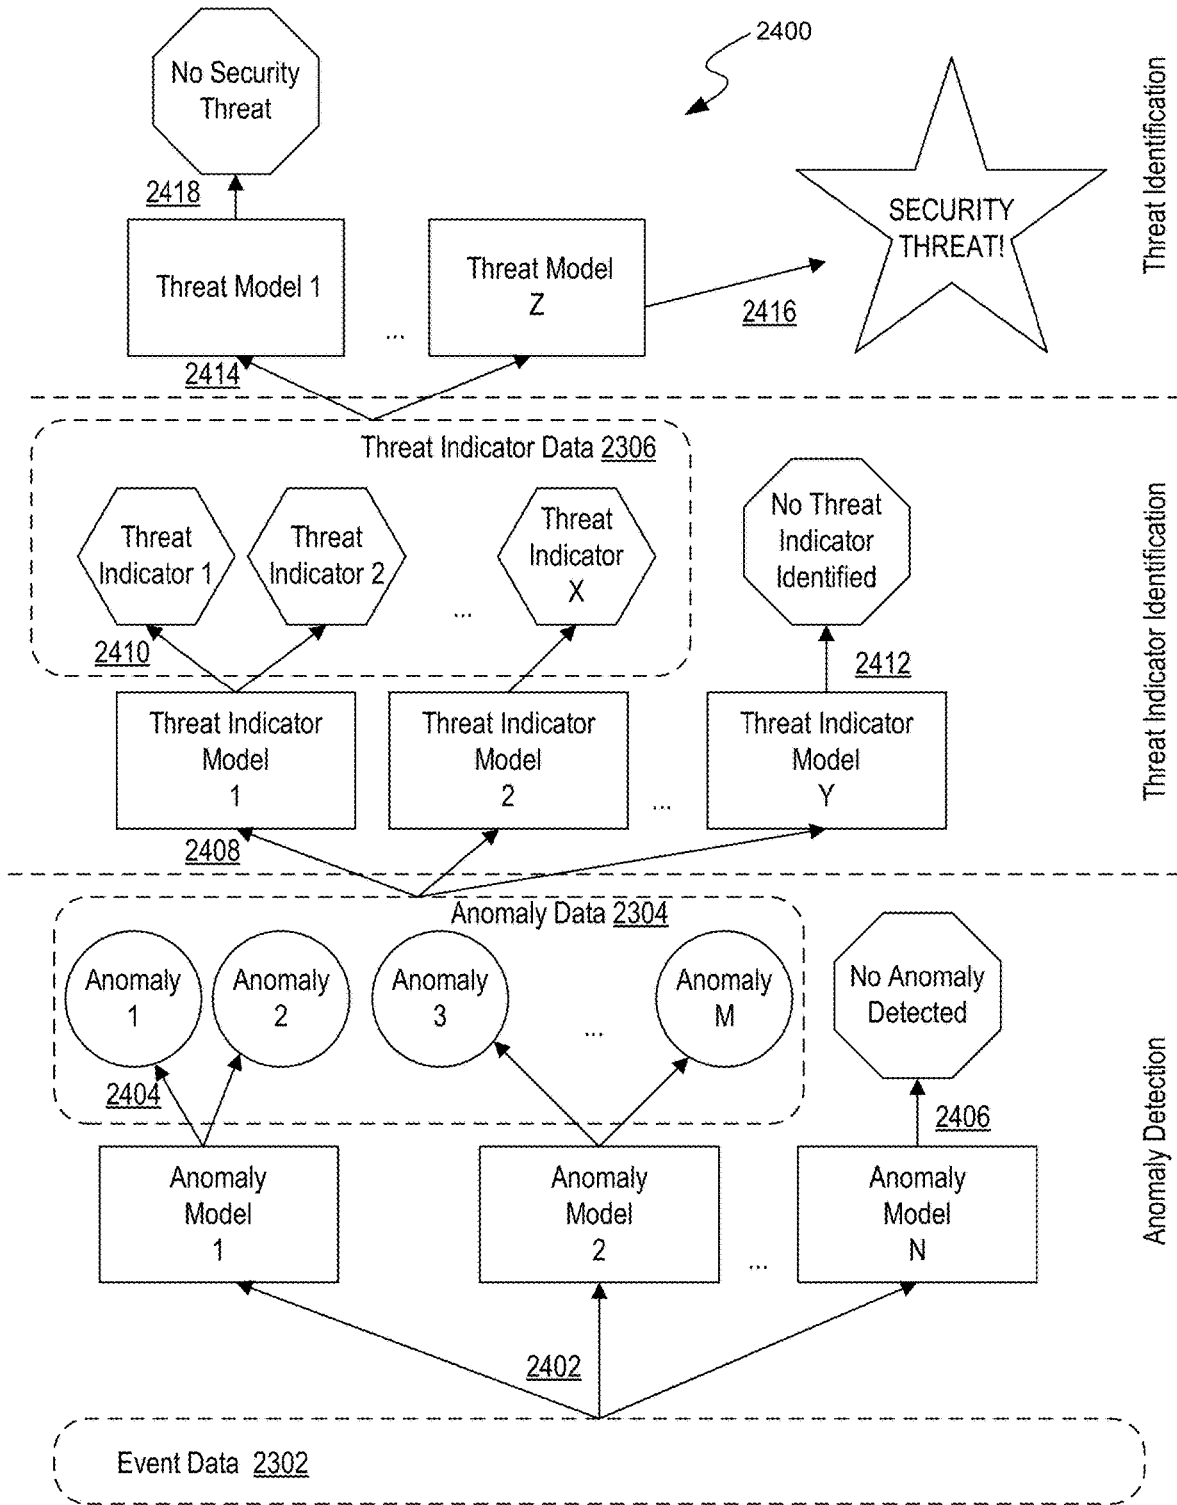 2400
No Security
Threat
Threat Identification
SECURITY
THREAT!
2418
Threat Model 1
...
Threat Model
Z
2416
2414
Threat Indicator Data 2306
Threat
Indicator 1
Threat
Indicator 2
...
Threat
Indicator
X
No Threat
Indicator
Identified
Threat Indicator Identification
2410
2412
Threat Indicator
Model
1
Threat Indicator
Model
2
...
Threat Indicator
Model
Y
2408
Anomaly Data 2304
Anomaly
1
Anomaly
2
Anomaly
3
...
Anomaly
M
No Anomaly
Detected
Anomaly Detection
2404
2406
Anomaly
Model
1
Anomaly
Model
2
...
Anomaly
Model
N
2402
Event Data 2302